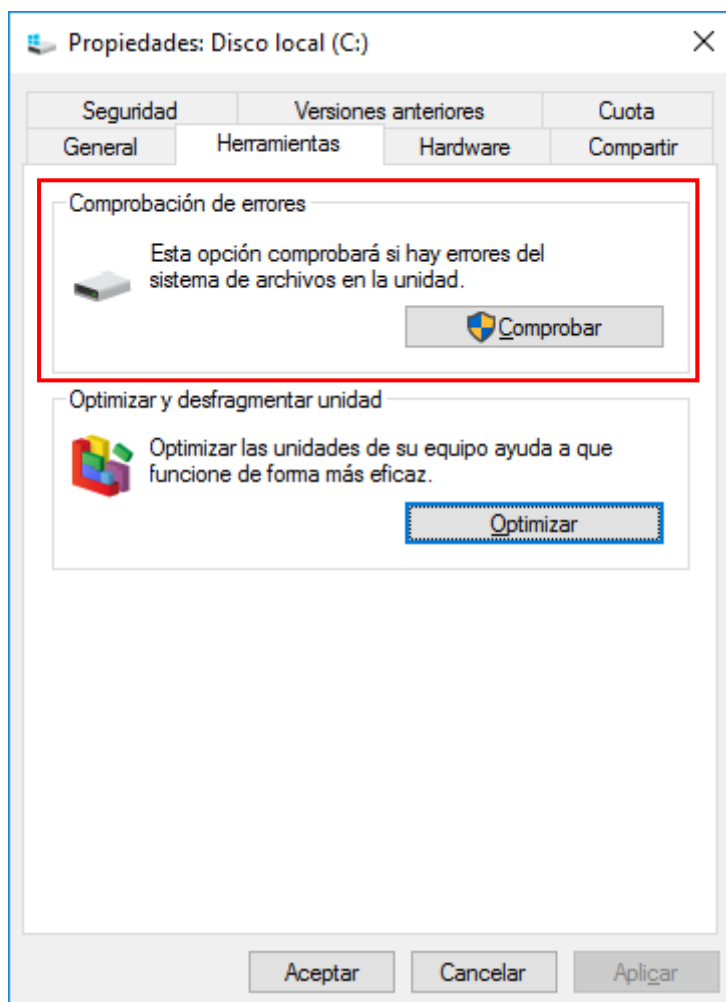 Propiedades: Disco local (C:)
Seguridad Versiones anteriores Cuota
General Herramientas Hardware Compartir
Comprobación de errores
Esta opción comprobará si hay errores del
sistema de archivos en la unidad.
Comprobar
Optimizar y desfragmentar unidad
Optimizar las unidades de su equipo ayuda a que
funcione de forma más eficaz.
Optimizar
Aceptar Cancelar Aplicar